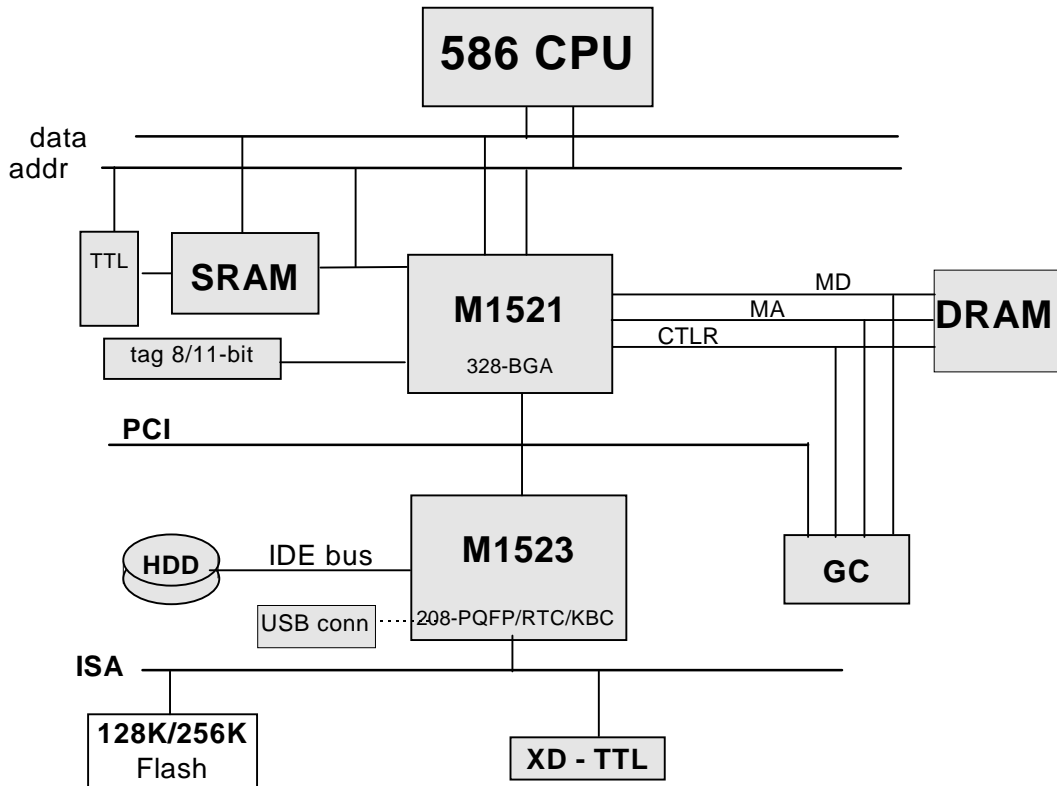 586 CPU
data
addr
TTL
SRAM
M1521
328-BGA
MD
MA
CTLR
DRAM
tag 8/11-bit
PCI
HDD
IDE bus
M1523
208-PQFP/RTC/KBC
GC
USB conn
ISA
128K/256K
Flash
XD - TTL